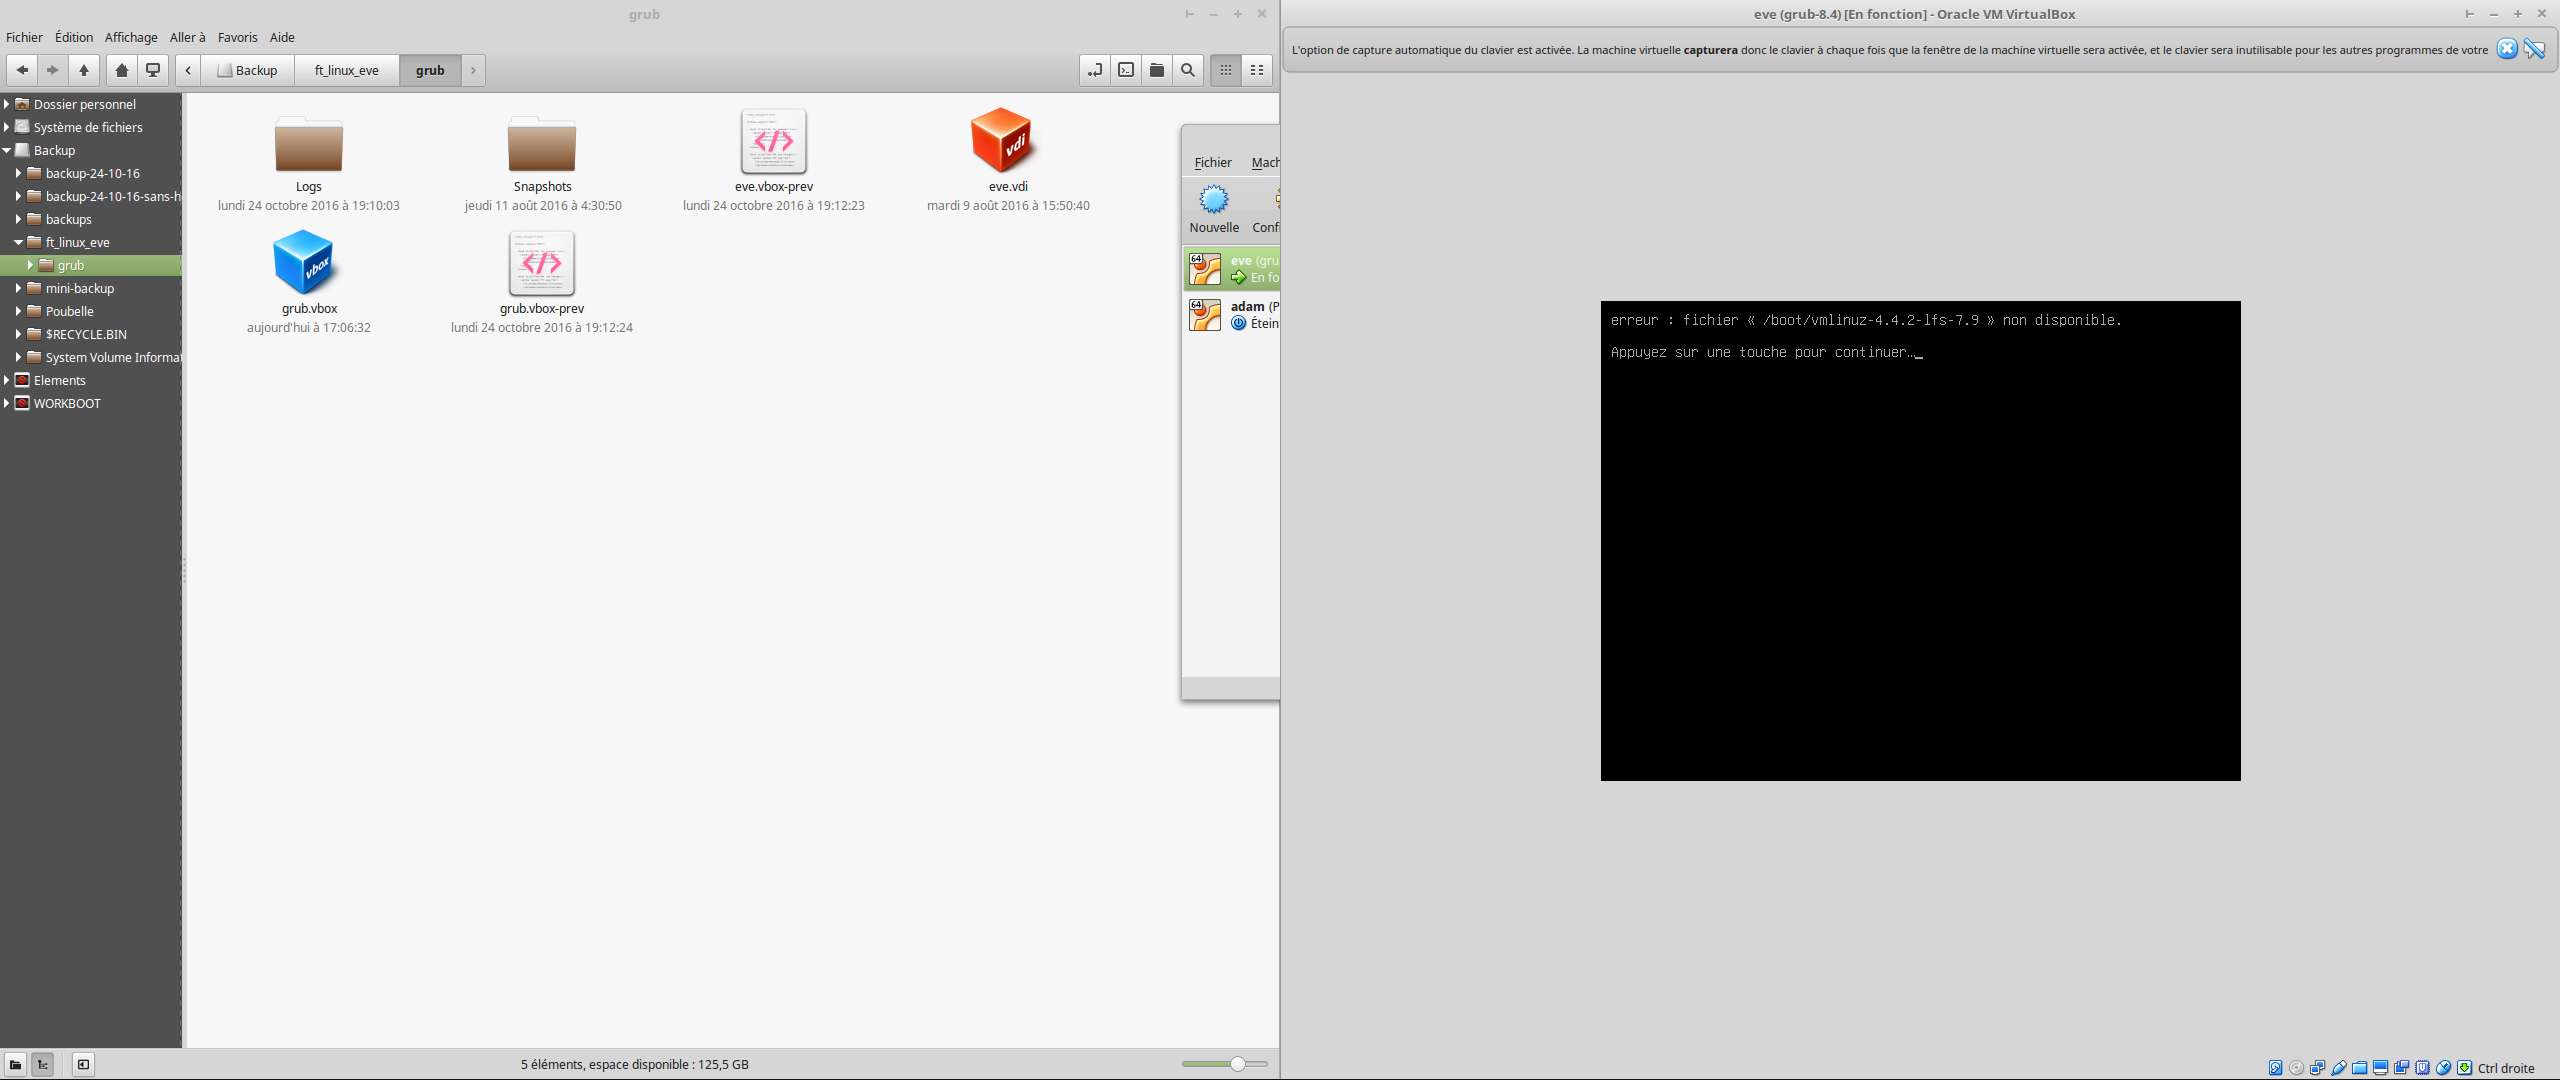 grub
Fichier Édition Affichage Aller à Favoris Aide
Backup ft_linux_eve grub
Dossier personnel
Système de fichiers
Backup
backup-24-10-16
backup-24-10-16-sans-h
backups
ft_linux_eve
grub
mini-backup
Poubelle
$RECYCLE.BIN
System Volume Informat
Elements
WORKBOOT
Logs
lundi 24 octobre 2016 à 19:10:03
Snapshots
jeudi 11 août 2016 à 4:30:50
eve.vbox-prev
lundi 24 octobre 2016 à 19:12:23
vdi
eve.vdi
mardi 9 août 2016 à 15:50:40
vbox
grub.vbox
aujourd'hui à 17:06:32
grub.vbox-prev
lundi 24 octobre 2016 à 19:12:24
5 éléments, espace disponible : 125,5 GB
Fichier Mach
Nouvelle Confi
64
eve (gru
En fo
64
adam (P
Étein
eve (grub-8.4) [En fonction] - Oracle VM VirtualBox
L'option de capture automatique du clavier est activée. La machine virtuelle capturera donc le clavier à chaque fois que la fenêtre de la machine virtuelle sera activée, et le clavier sera inutilisable pour les autres programmes de votre
erreur : fichier « /boot/vmlinuz-4.4.2-lfs-7.9 » non disponible.
Appuyez sur une touche pour continuer…_
Ctrl droite